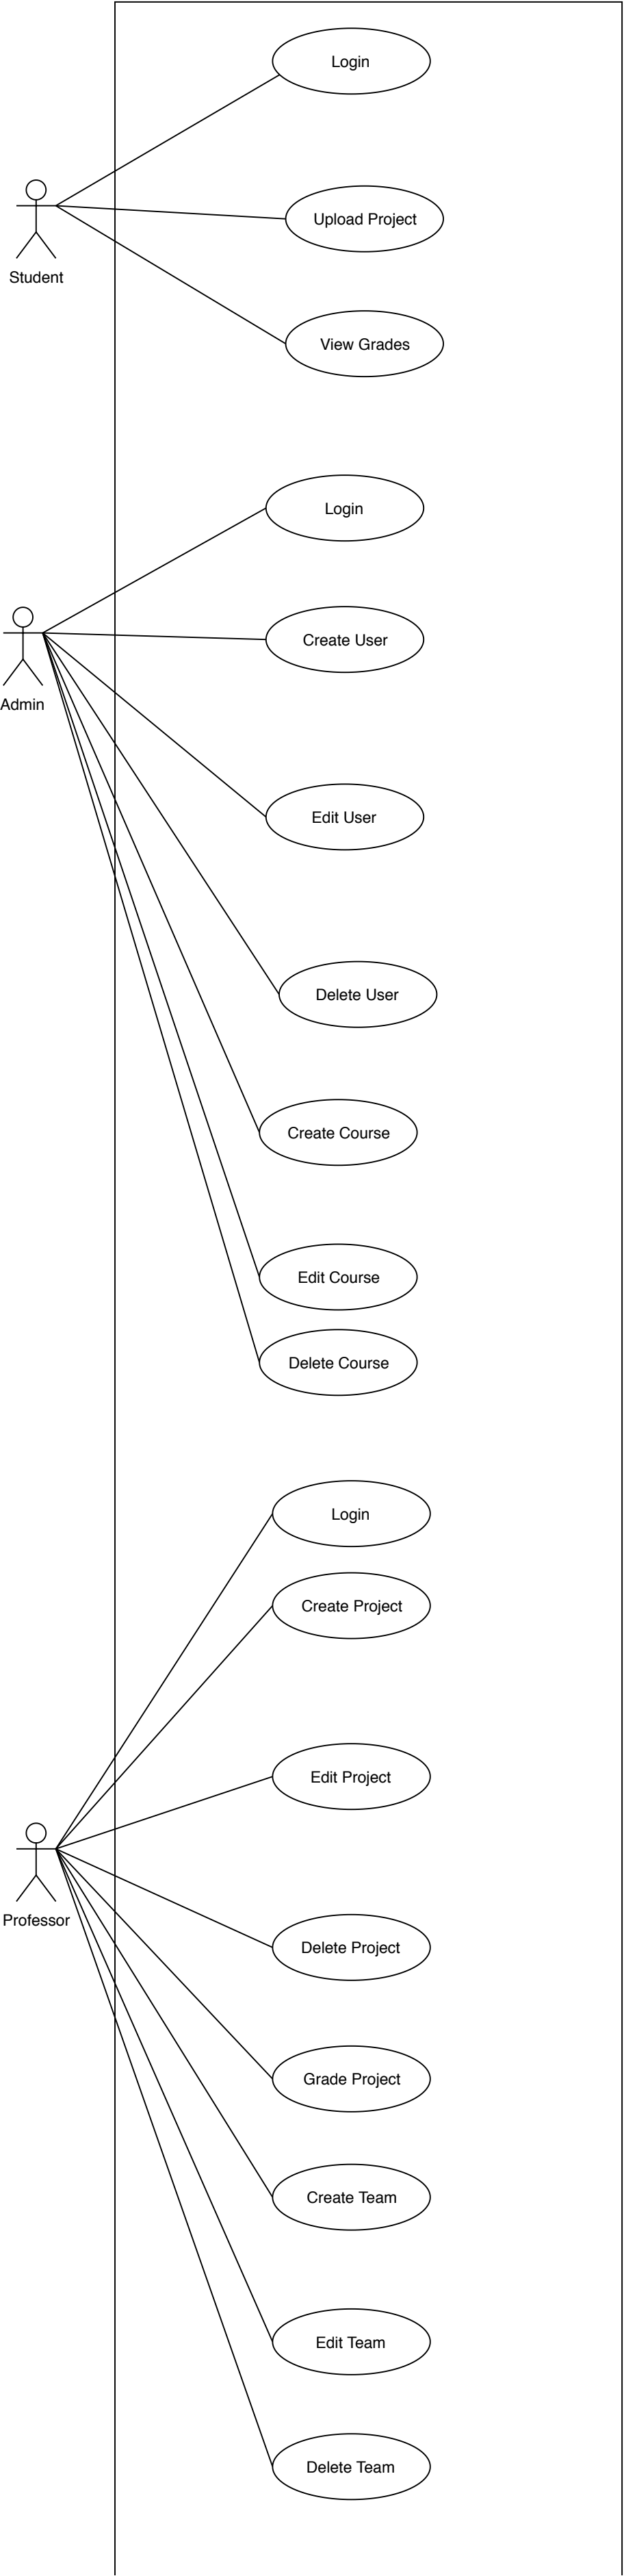 Login
Upload Project
Student
View Grades
Login
Create User
Admin
Edit User
Delete User
Create Course
Edit Course
Delete Course
Login
Create Project
Edit Project
Professor
Delete Project
Grade Project
Create Team
Edit Team
Delete Team